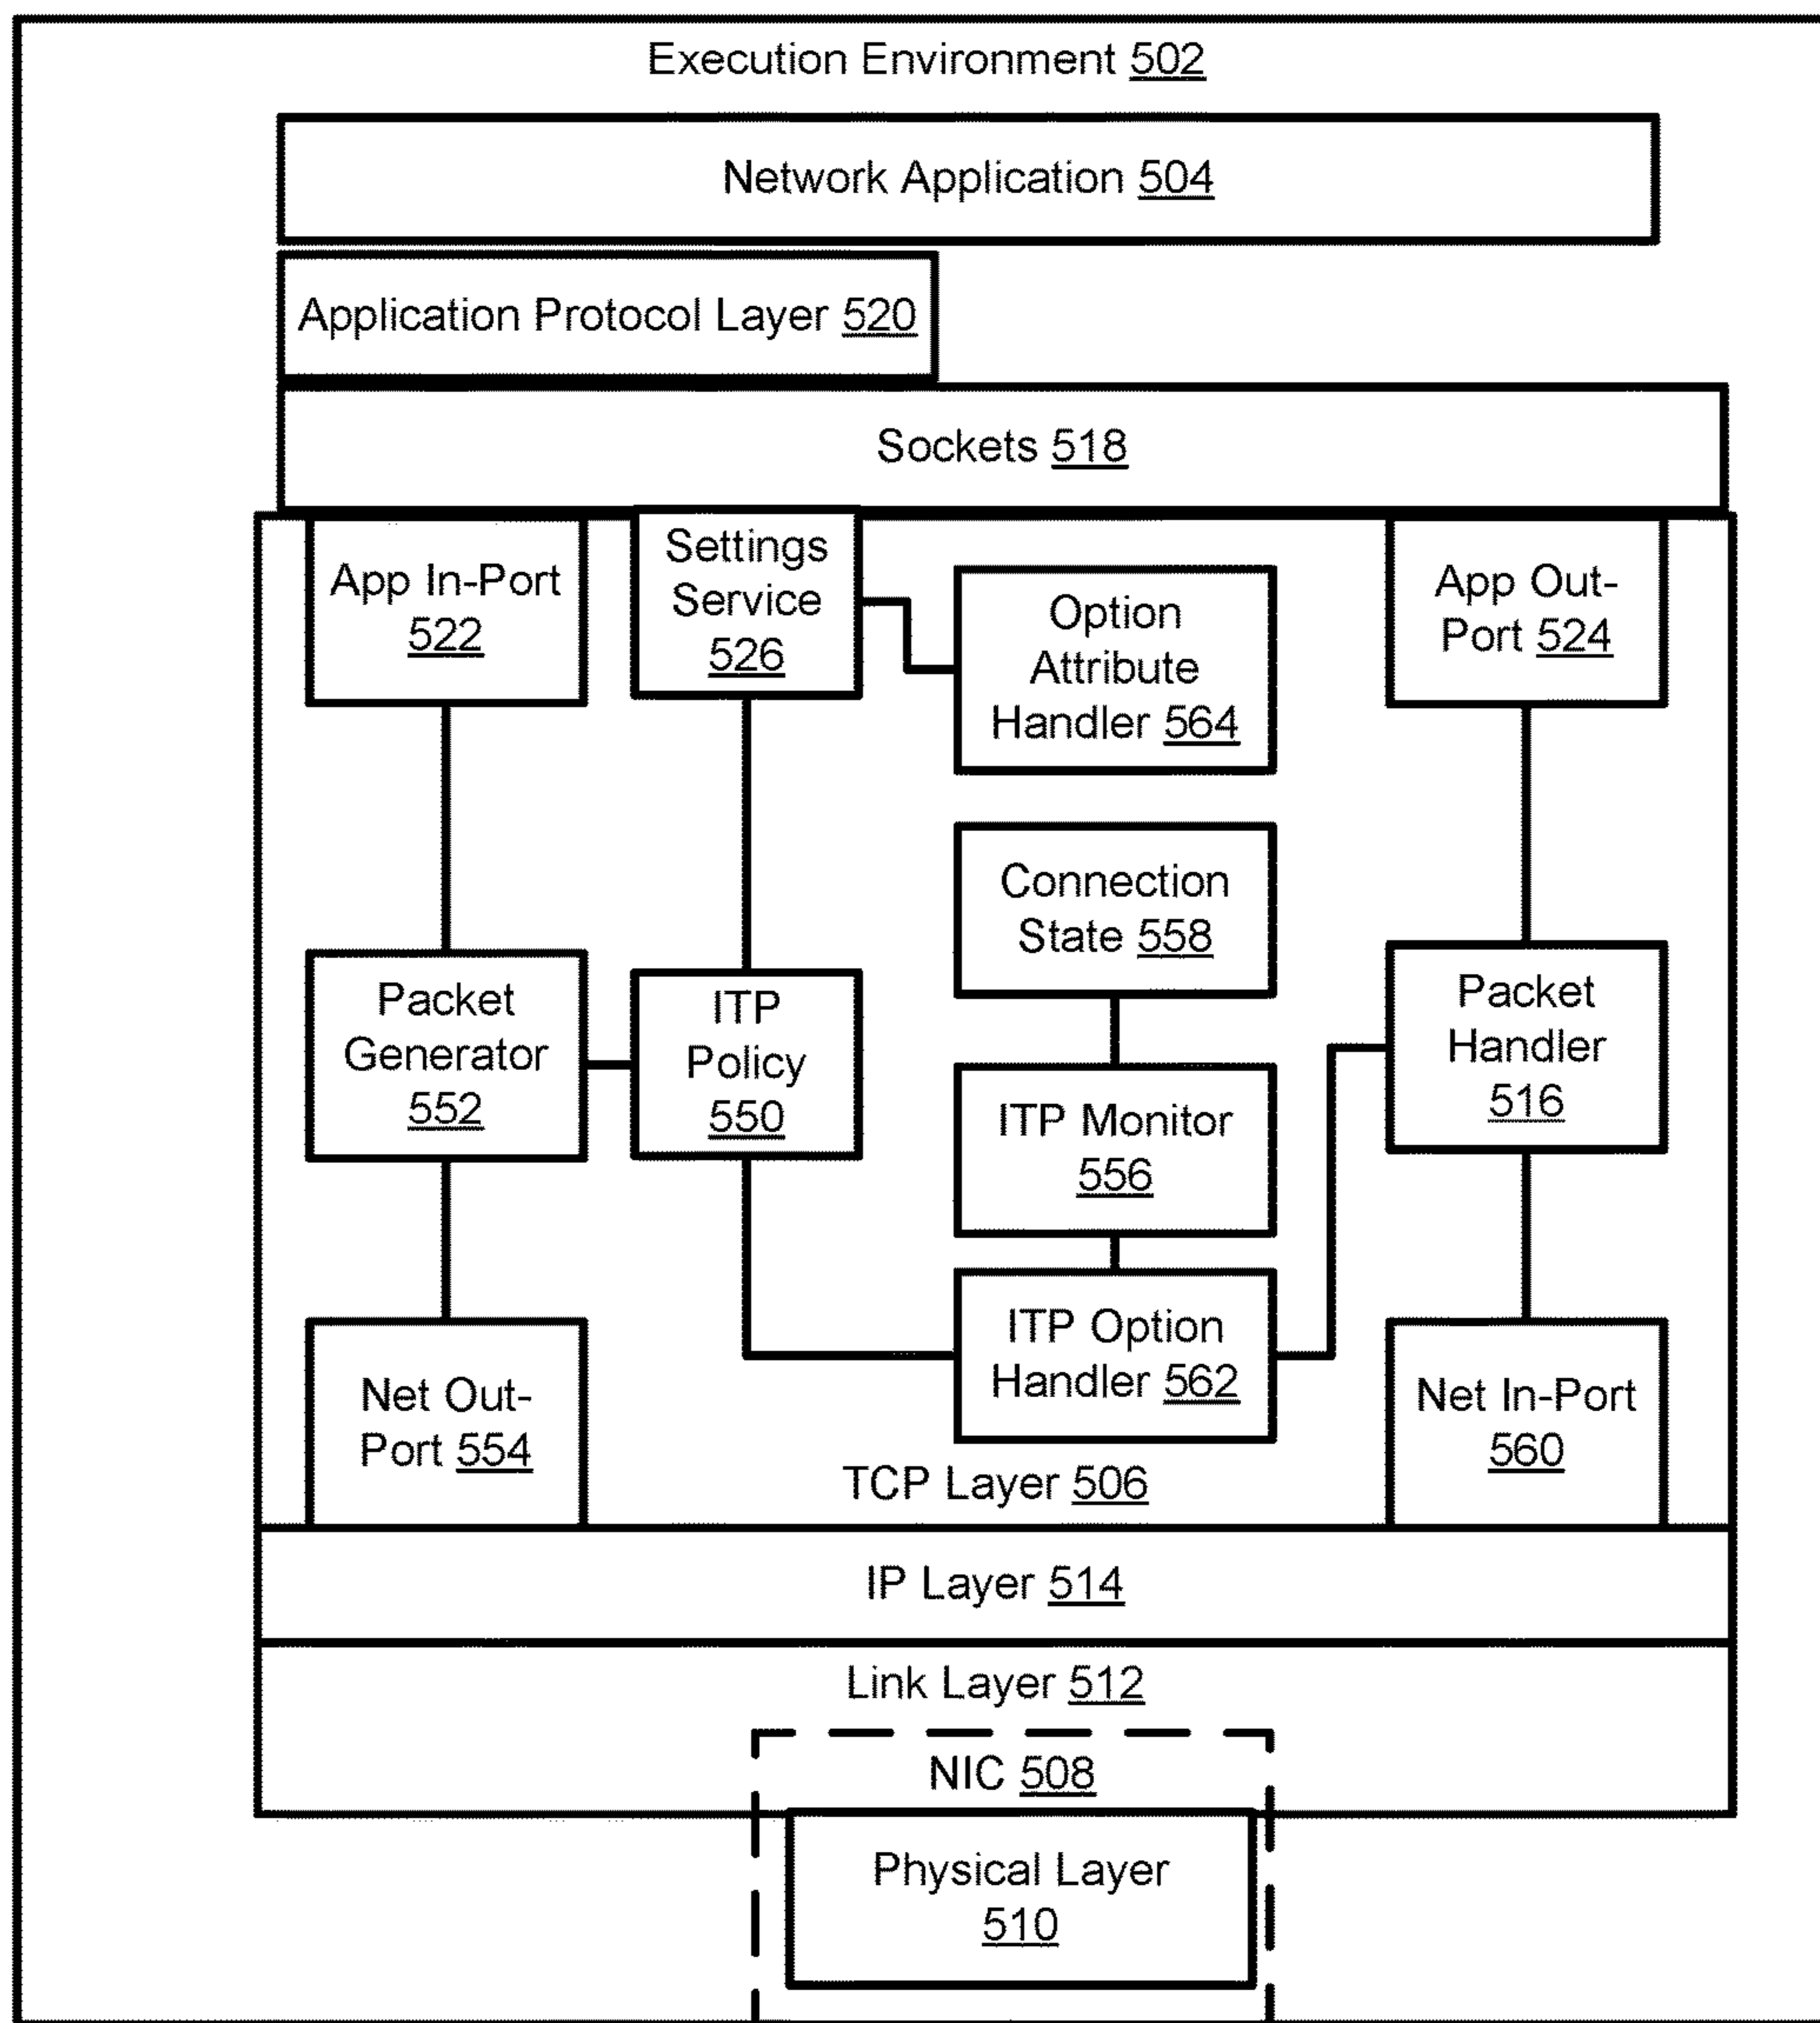 Execution Environment 502
Network Application 504
Application Protocol Layer 520
Sockets 518
App In-Port
522
Settings
Service
526
Option
Attribute
Handler 564
App Out-
Port 524
Connection
State 558
Packet
Generator
552
ITP
Policy
550
ITP Monitor
556
Packet
Handler
516
Net Out-
Port 554
ITP Option
Handler 562
Net In-Port
560
TCP Layer 506
IP Layer 514
Link Layer 512
NIC 508
Physical Layer
510